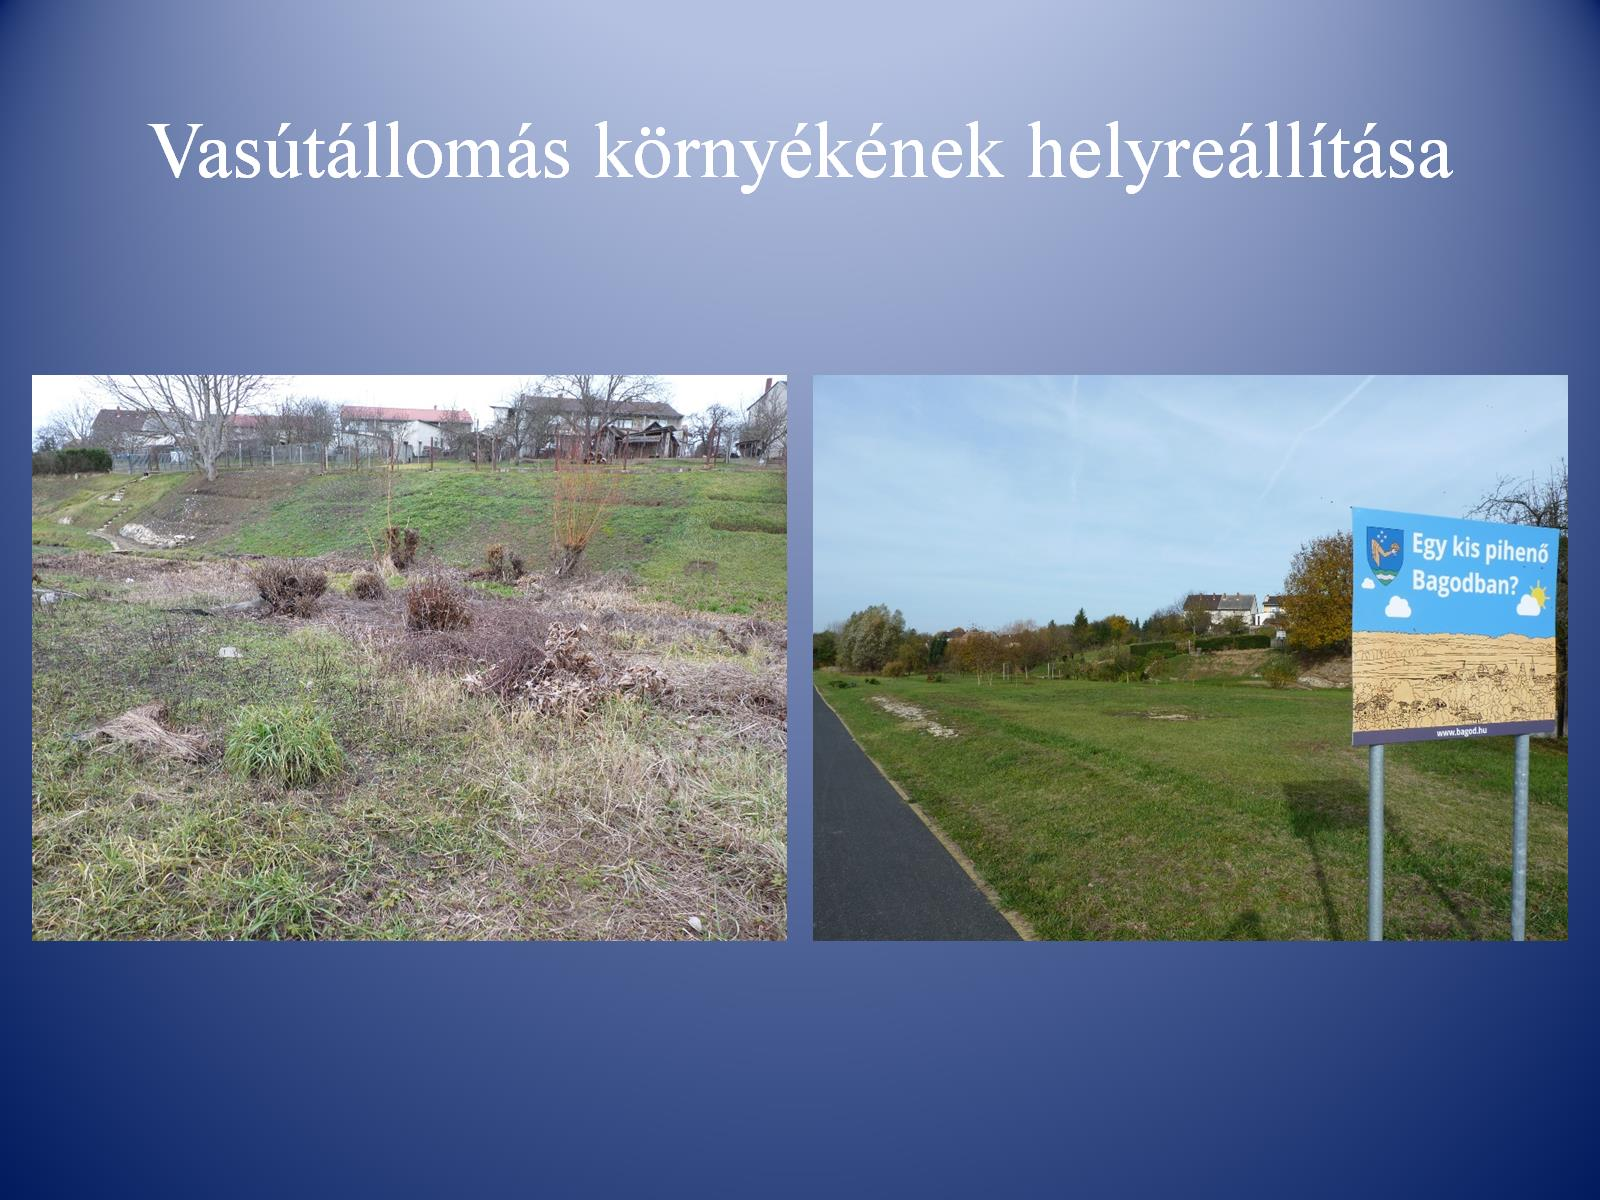 Vasútállomás környékének helyreállítása
Egy kis pihenő
Bagodban?
www.bagod.hu